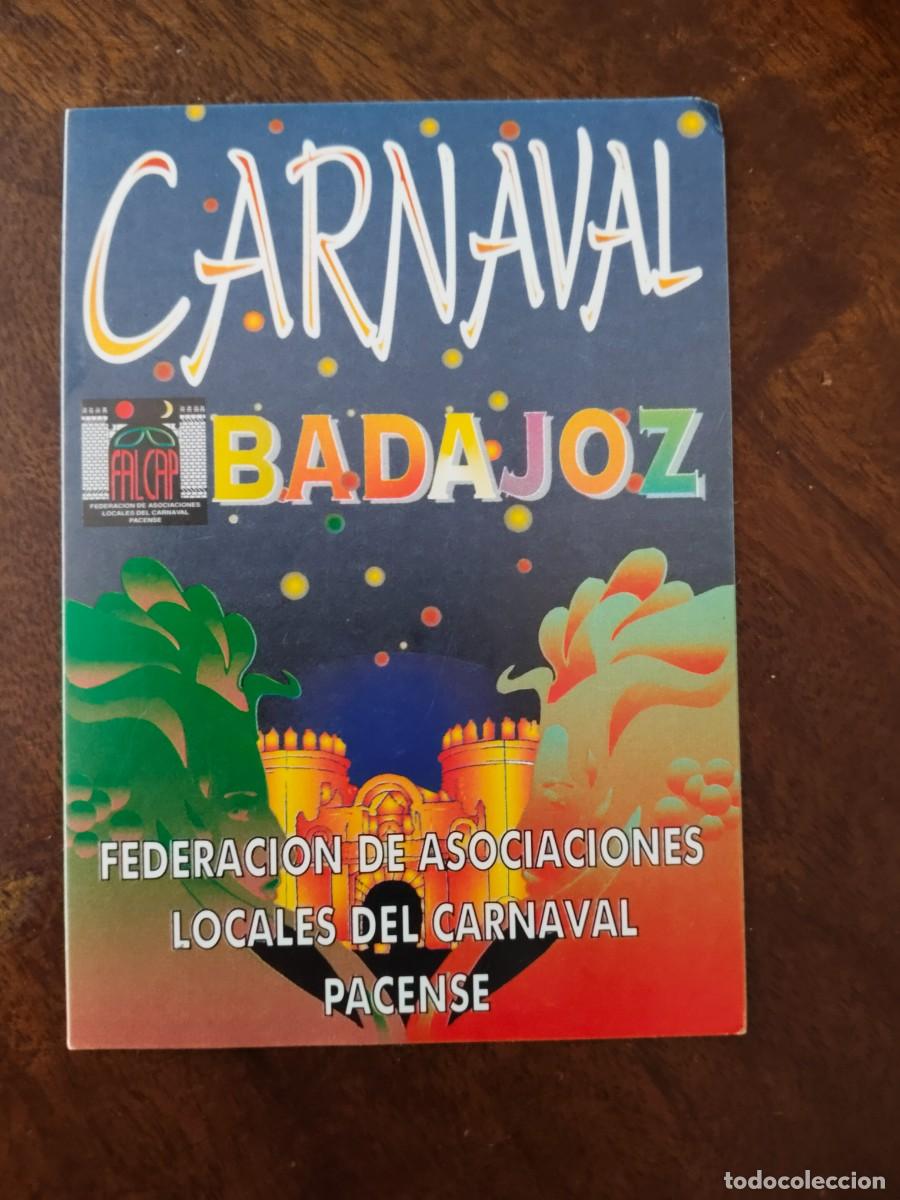 CARNAVAL
BADAJOZ
FALCAP
FEDERACION DE ASOCIACIONES
LOCALES DEL CARNAVAL
PACENSE
FEDERACION DE ASOCIACIONES
LOCALES DEL CARNAVAL
PACENSE
todocoleccion